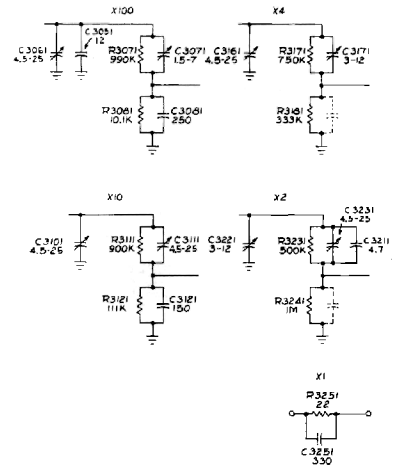 X100
C3061
4.5-25
C3051
12
R3071
990K
C3071
1.5-7
R3081
10.1K
C3081
250
X4
C3161
4.5-25
R3171
750K
C3171
3-12
R3181
333K
X10
C3101
4.5-25
R3111
900K
C3111
4.5-25
R3121
111K
C3121
150
X2
C3221
3-12
R3231
500K
C3231
4.5-25
C3211
4.7
R3241
1M
X1
R3251
22
C3251
330